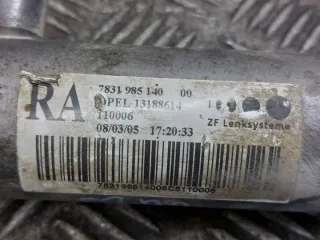 7831 985 140 00
RA OPEL 13188614
110006 ZF Lenksysteme
08/03/05 17:20:33